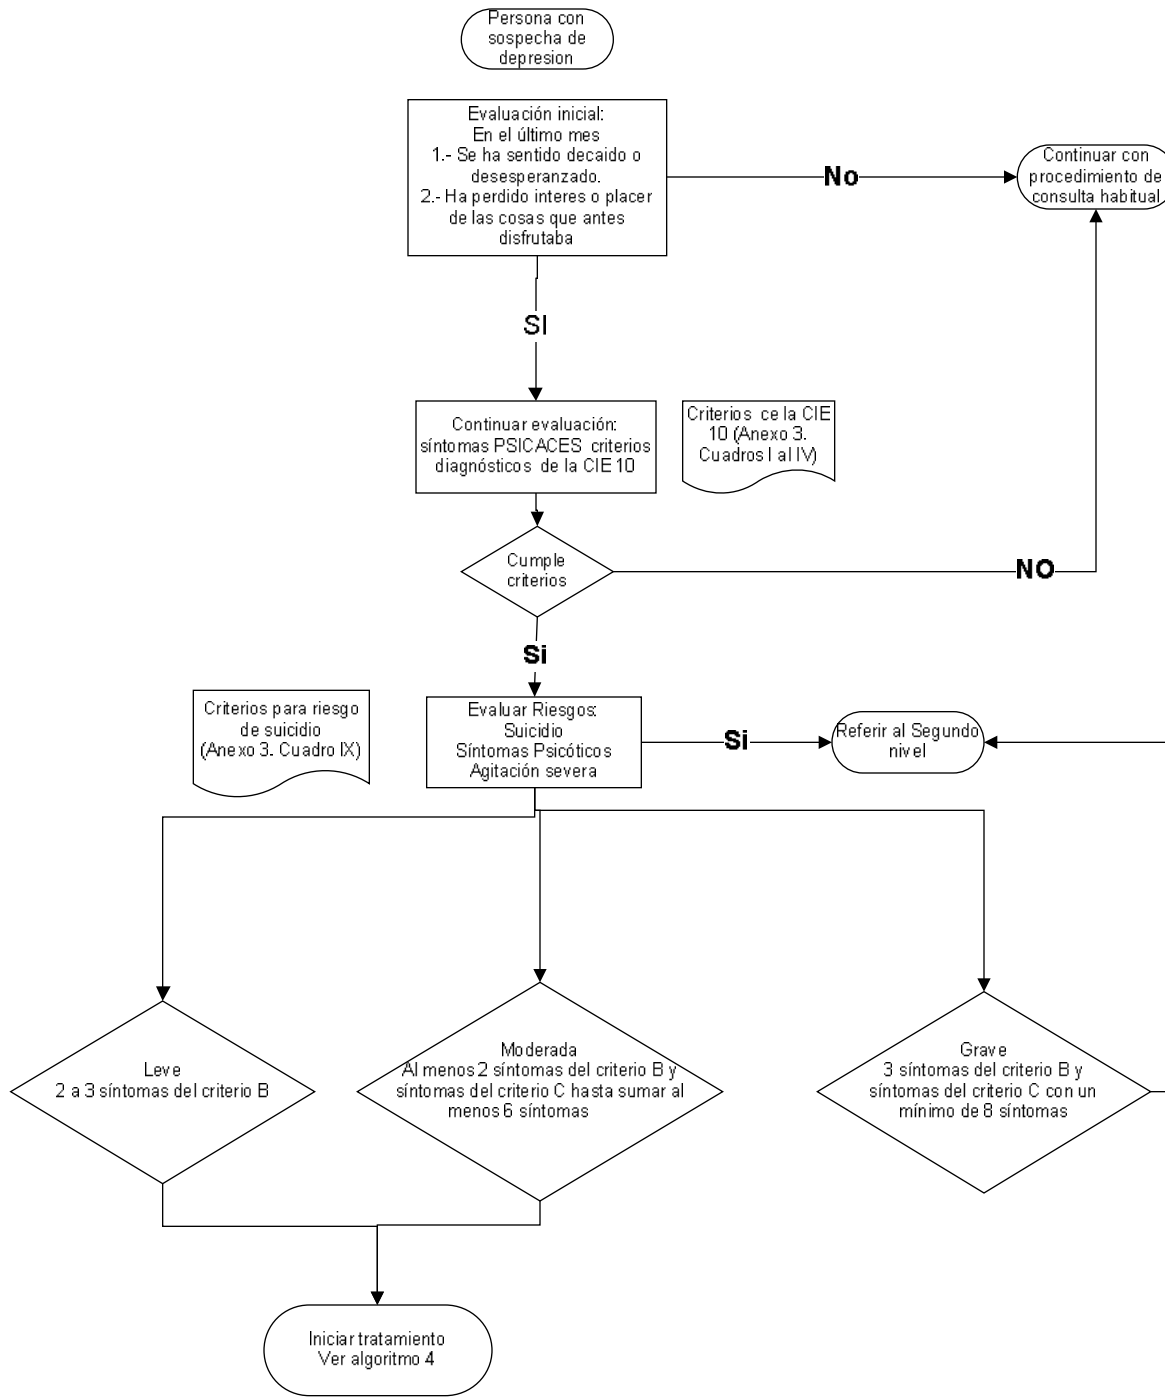 Persona con
sospecha de
depresion
Evaluación inicial:
En el último mes
1.- Se ha sentido decaido o
desesperanzado.
2.- Ha perdido interes o placer
de las cosas que antes
disfrutaba
No
Continuar con
procedimiento de
consulta habitual
SI
Continuar evaluación:
síntomas PSICACES criterios
diagnósticos de la CIE 10
Criterios ce la CIE
10 (Anexo 3.
Cuadros I al IV)
Cumple
criterios
NO
Si
Criterios para riesgo
de suicidio
(Anexo 3. Cuadro IX)
Evaluar Riesgos:
Suicidio
Síntomas Psicóticos
Agitación severa
Si
Referir al Segundo
nivel
Leve
2 a 3 síntomas del criterio B
Moderada
Al menos 2 síntomas del criterio B y
síntomas del criterio C hasta sumar al
menos 6 síntomas
Grave
3 síntomas del criterio B y
síntomas del criterio C con un
mínimo de 8 síntomas
Iniciar tratamiento
Ver algoritmo 4